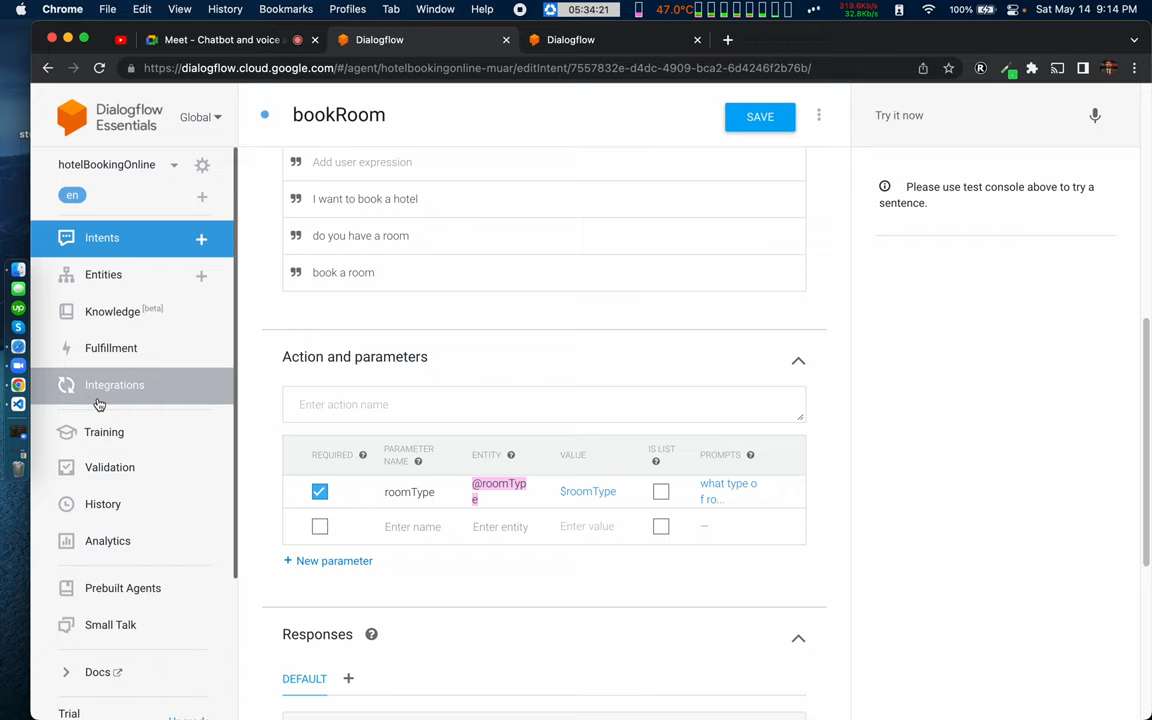 Chrome File Edit View History Bookmarks Profiles Tab Window Help 05:34:21 47.0°C 319.6KB/s 32.8KB/s 100% Sat May 14 9:14 PM
Meet - Chatbot and voice Dialogflow Dialogflow
https://dialogflow.cloud.google.com/#/agent/hotelbookingonline-muar/editIntent/7557832e-d4dc-4909-bca2-6d4246f2b76b/
Dialogflow
Essentials
Global
bookRoom
SAVE
Try it now
hotelBookingOnline
en
Intents
Entities
Knowledge [beta]
Fulfillment
Integrations
Training
Validation
History
Analytics
Prebuilt Agents
Small Talk
Docs
Trial
Add user expression
I want to book a hotel
do you have a room
book a room
Action and parameters
Enter action name
REQUIRED PARAMETER NAME ENTITY VALUE IS LIST PROMPTS
roomType @roomTyp
e $roomType what type o
f ro...
Enter name Enter entity Enter value —
+ New parameter
Responses
DEFAULT +
Please use test console above to try a
sentence.